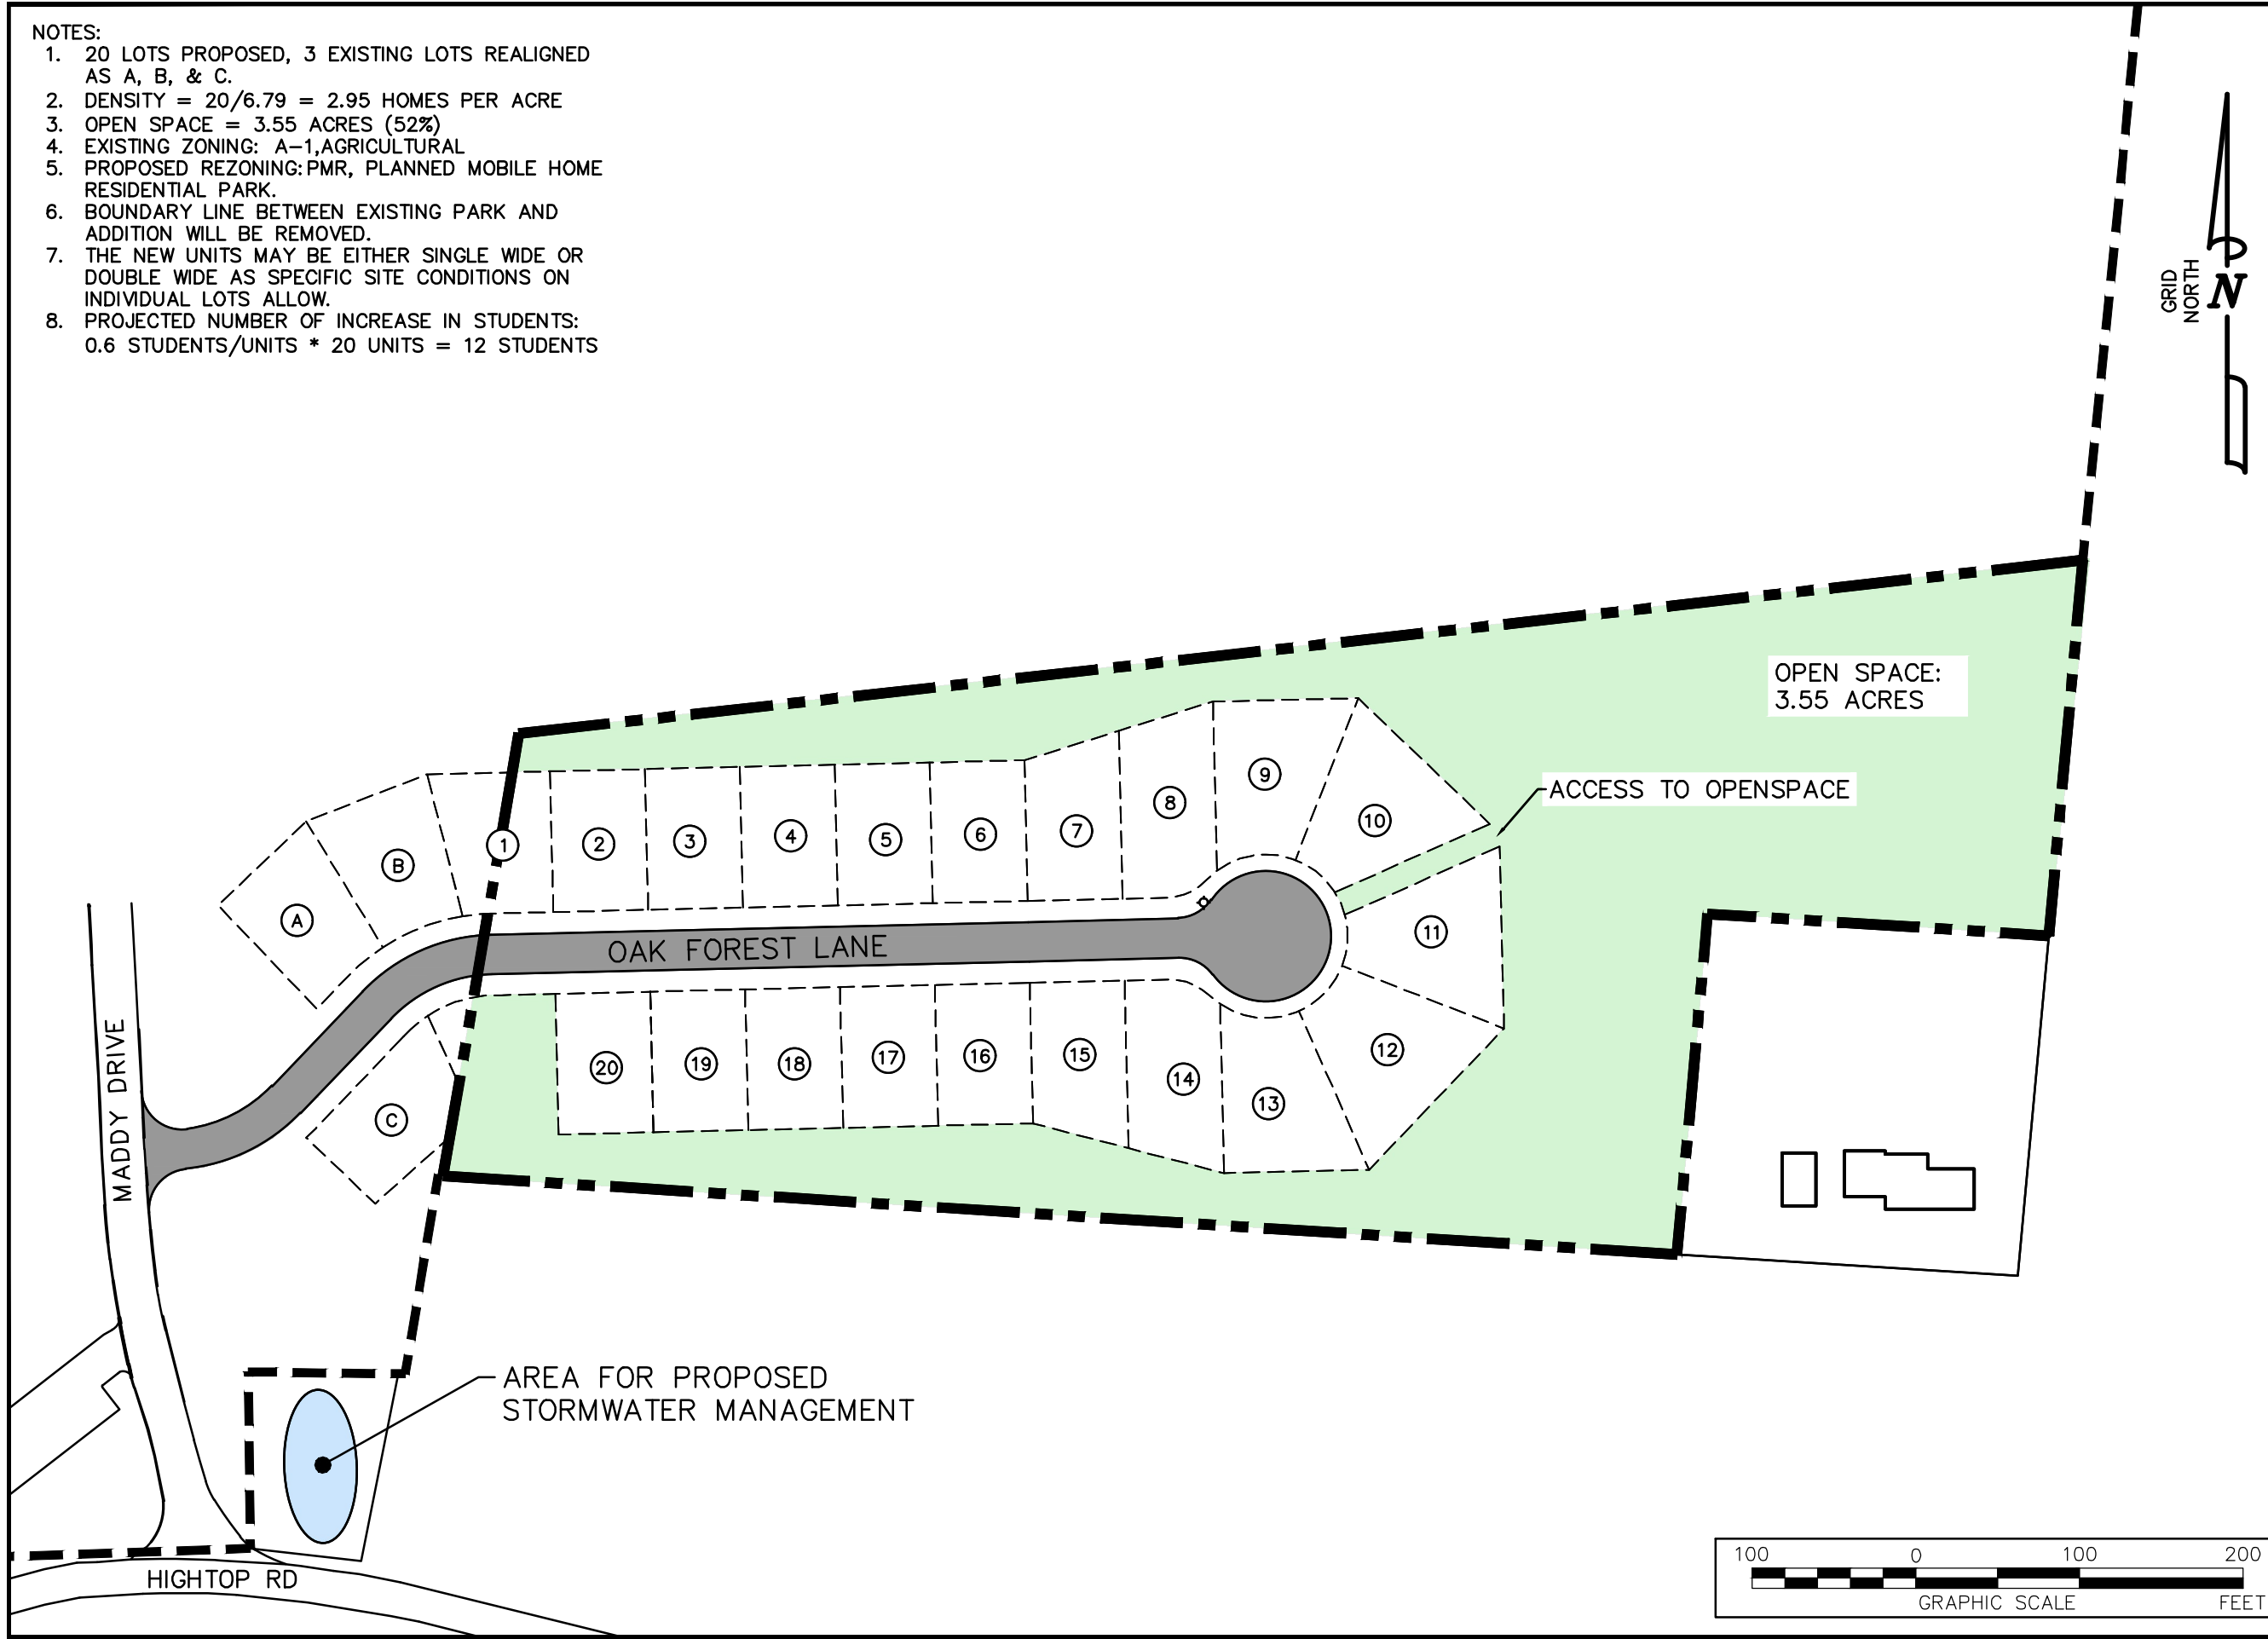 NOTES:
1. 20 LOTS PROPOSED, 3 EXISTING LOTS REALIGNED
AS A, B, & C.
2. DENSITY = 20/6.79 = 2.95 HOMES PER ACRE
3. OPEN SPACE = 3.55 ACRES (52%)
4. EXISTING ZONING: A-1,AGRICULTURAL
5. PROPOSED REZONING: PMR, PLANNED MOBILE HOME
RESIDENTIAL PARK.
6. BOUNDARY LINE BETWEEN EXISTING PARK AND
ADDITION WILL BE REMOVED.
7. THE NEW UNITS MAY BE EITHER SINGLE WIDE OR
DOUBLE WIDE AS SPECIFIC SITE CONDITIONS ON
INDIVIDUAL LOTS ALLOW.
8. PROJECTED NUMBER OF INCREASE IN STUDENTS:
0.6 STUDENTS/UNITS * 20 UNITS = 12 STUDENTS
GRID
NORTH
N
OPEN SPACE:
3.55 ACRES
ACCESS TO OPENSPACE
A
B
1
2
3
4
5
6
7
8
9
10
11
12
13
14
15
16
17
18
19
20
C
OAK FOREST LANE
MADDY DRIVE
AREA FOR PROPOSED
STORMWATER MANAGEMENT
HIGHTOP RD
100 0 100 200
GRAPHIC SCALE FEET